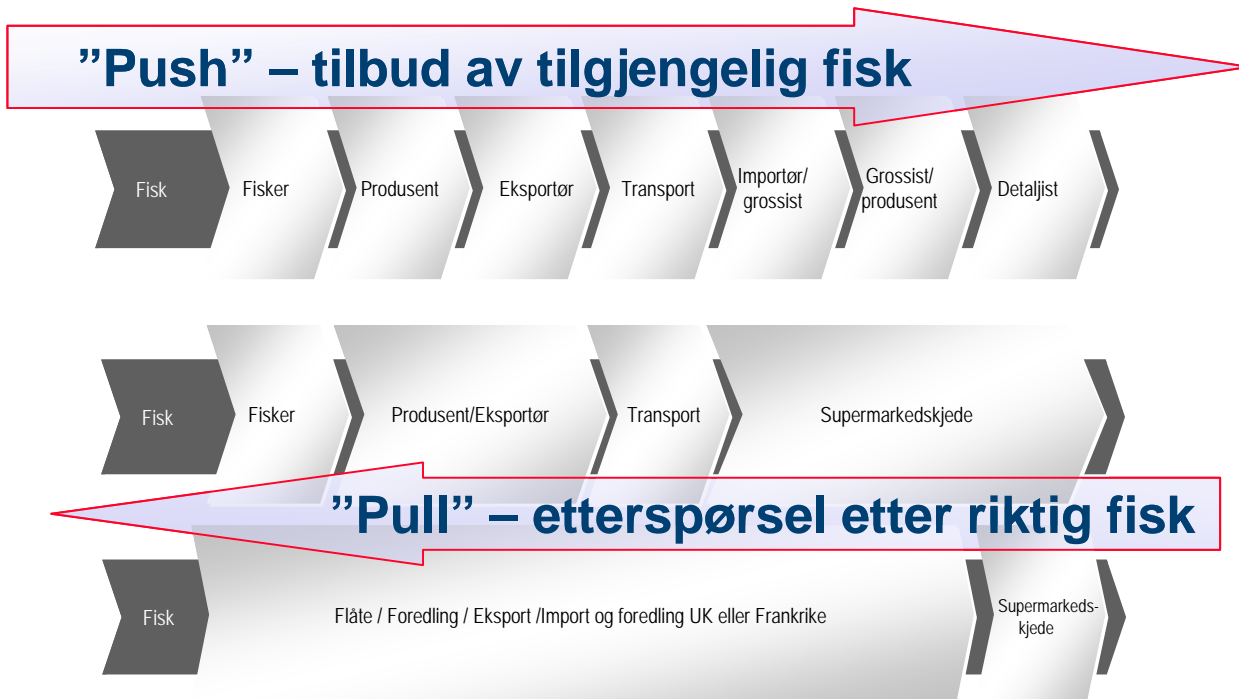 ”Push” – tilbud av tilgjengelig fisk
Fisk
Fisker
Produsent
Eksportør
Transport
Importør/
grossist
Grossist/
produsent
Detaljist
Fisk
Fisker
Produsent/Eksportør
Transport
Supermarkedskjede
”Pull” – etterspørsel etter riktig fisk
Fisk
Flåte / Foredling / Eksport /Import og foredling UK eller Frankrike
Supermarkeds-
kjede